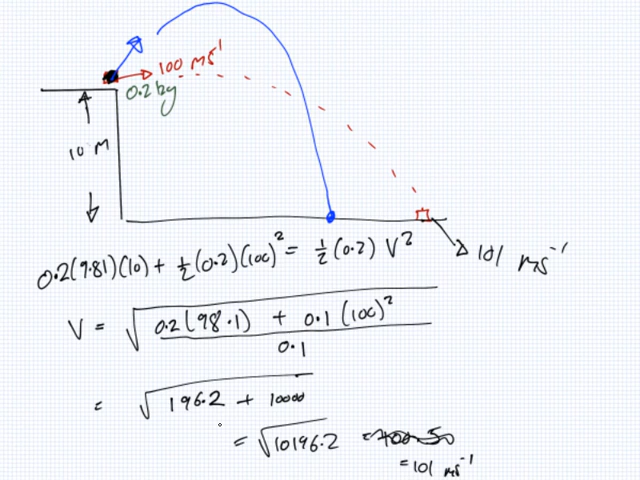 100 ms⁻¹
0.2 kg
10 M
0.2(9.81)(10) + ½(0.2)(100)² = ½(0.2) V²
101 ms⁻¹
V = √((0.2(98.1) + 0.1(100)²)/0.1)
= √(196.2 + 10000)
= √10196.2
= 101 ms⁻¹